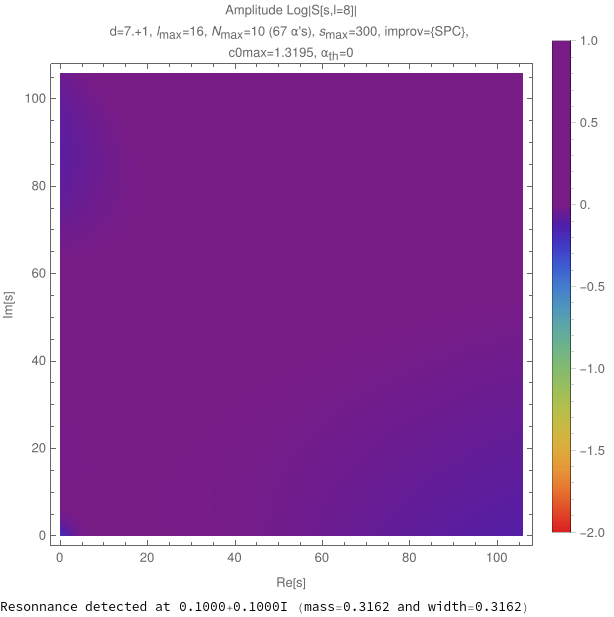 Amplitude Log|S[s,l=8]|
d=7.+1, lmax=16, Nmax=10 (67 α's), smax=300, improv={SPC},
c0max=1.3195, αth=0
1.0
0.5
0.
−0.5
−1.0
−1.5
−2.0
100
80
60
40
20
0
Im[s]
0 20 40 60 80 100
Re[s]
Resonnance detected at 0.1000+0.1000I (mass=0.3162 and width=0.3162)